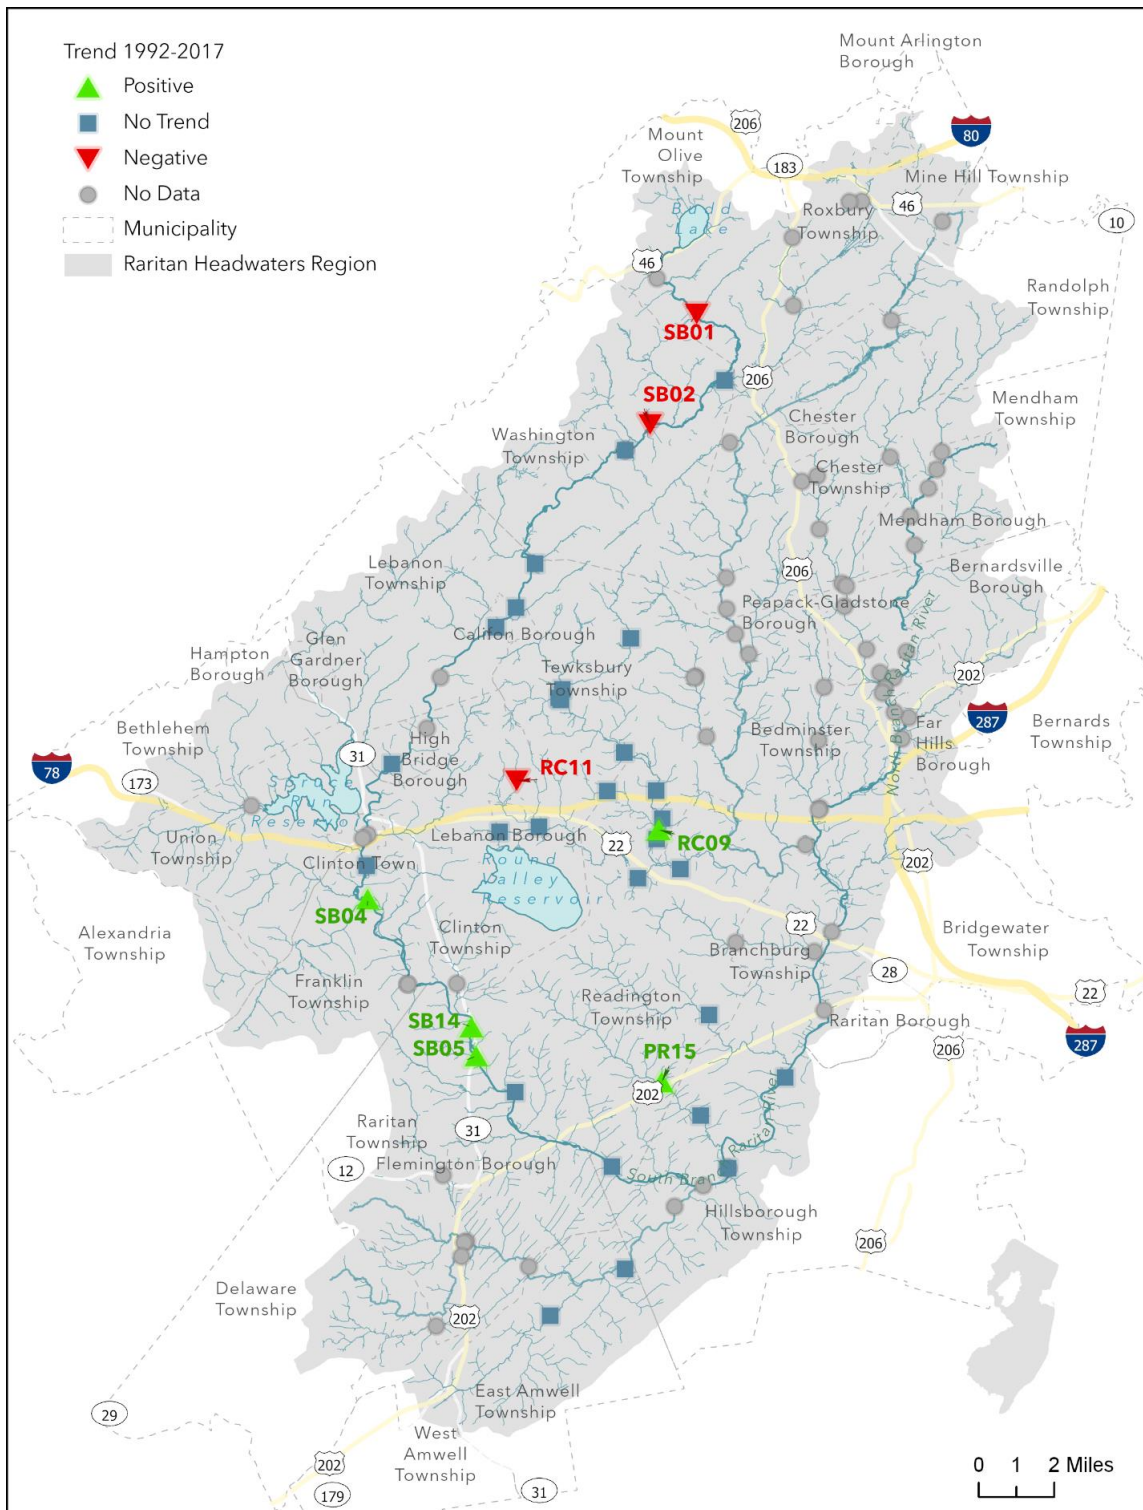 Trend 1992-2017
Positive
No Trend
Negative
No Data
Municipality
Raritan Headwaters Region
Mount Arlington
Borough
206
80
Mount
Olive
Township
183
Mine Hill Township
46
Roxbury
Township
10
Budd
Lake
46
Randolph
Township
SB01
206
SB02
Mendham
Township
Chester
Borough
Washington
Township
Chester
Township
Mendham Borough
Lebanon
Township
206
Bernardsville
Borough
Peapack-Gladstone
Borough
Califon Borough
Glen
Gardner
Borough
Hampton
Borough
Tewksbury
Township
202
North Branch Raritan River
287
Bethlehem
Township
Bedminster
Township
Far
Hills
Borough
Bernards
Township
31
High
Bridge
Borough
78
173
RC11
Spruce
Run
Reservoir
Union
Township
Lebanon Borough
22
RC09
202
Clinton Town
Round
Valley
Reservoir
SB04
Alexandria
Township
Clinton
Township
22
Bridgewater
Township
Branchburg
Township
28
Franklin
Township
22
Readington
Township
SB14
Raritan Borough
SB05
PR15
206
287
202
Raritan
Township
31
12
Flemington Borough
South Branch Raritan River
Hillsborough
Township
206
Delaware
Township
202
East Amwell
Township
29
West
Amwell
Township
202
179
31
0 1 2 Miles